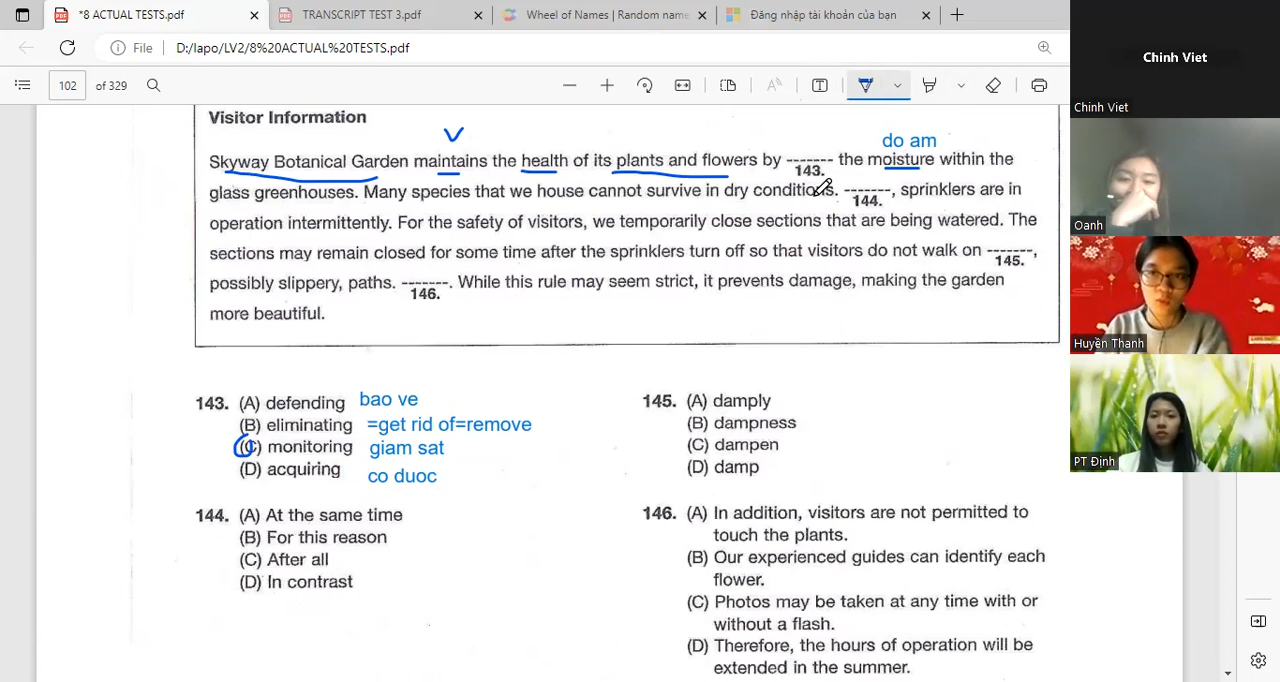 *8 ACTUAL TESTS.pdf
TRANSCRIPT TEST 3.pdf
Wheel of Names | Random name
Đăng nhập tài khoản của bạn
File
D:/lapo/LV2/8%20ACTUAL%20TESTS.pdf
102 of 329
Visitor Information
V
do am
Skyway Botanical Garden maintains the health of its plants and flowers by ------- the moisture within the
143.
glass greenhouses. Many species that we house cannot survive in dry conditions. -------, sprinklers are in
144.
operation intermittently. For the safety of visitors, we temporarily close sections that are being watered. The
sections may remain closed for some time after the sprinklers turn off so that visitors do not walk on -------,
145.
possibly slippery, paths. -------. While this rule may seem strict, it prevents damage, making the garden
146.
more beautiful.
143. (A) defending bao ve
(B) eliminating =get rid of=remove
(C) monitoring giam sat
(D) acquiring co duoc
144. (A) At the same time
(B) For this reason
(C) After all
(D) In contrast
145. (A) damply
(B) dampness
(C) dampen
(D) damp
146. (A) In addition, visitors are not permitted to
touch the plants.
(B) Our experienced guides can identify each
flower.
(C) Photos may be taken at any time with or
without a flash.
(D) Therefore, the hours of operation will be
extended in the summer.
Chinh Viet
Chinh Viet
Oanh
Huyền Thanh
PT Định